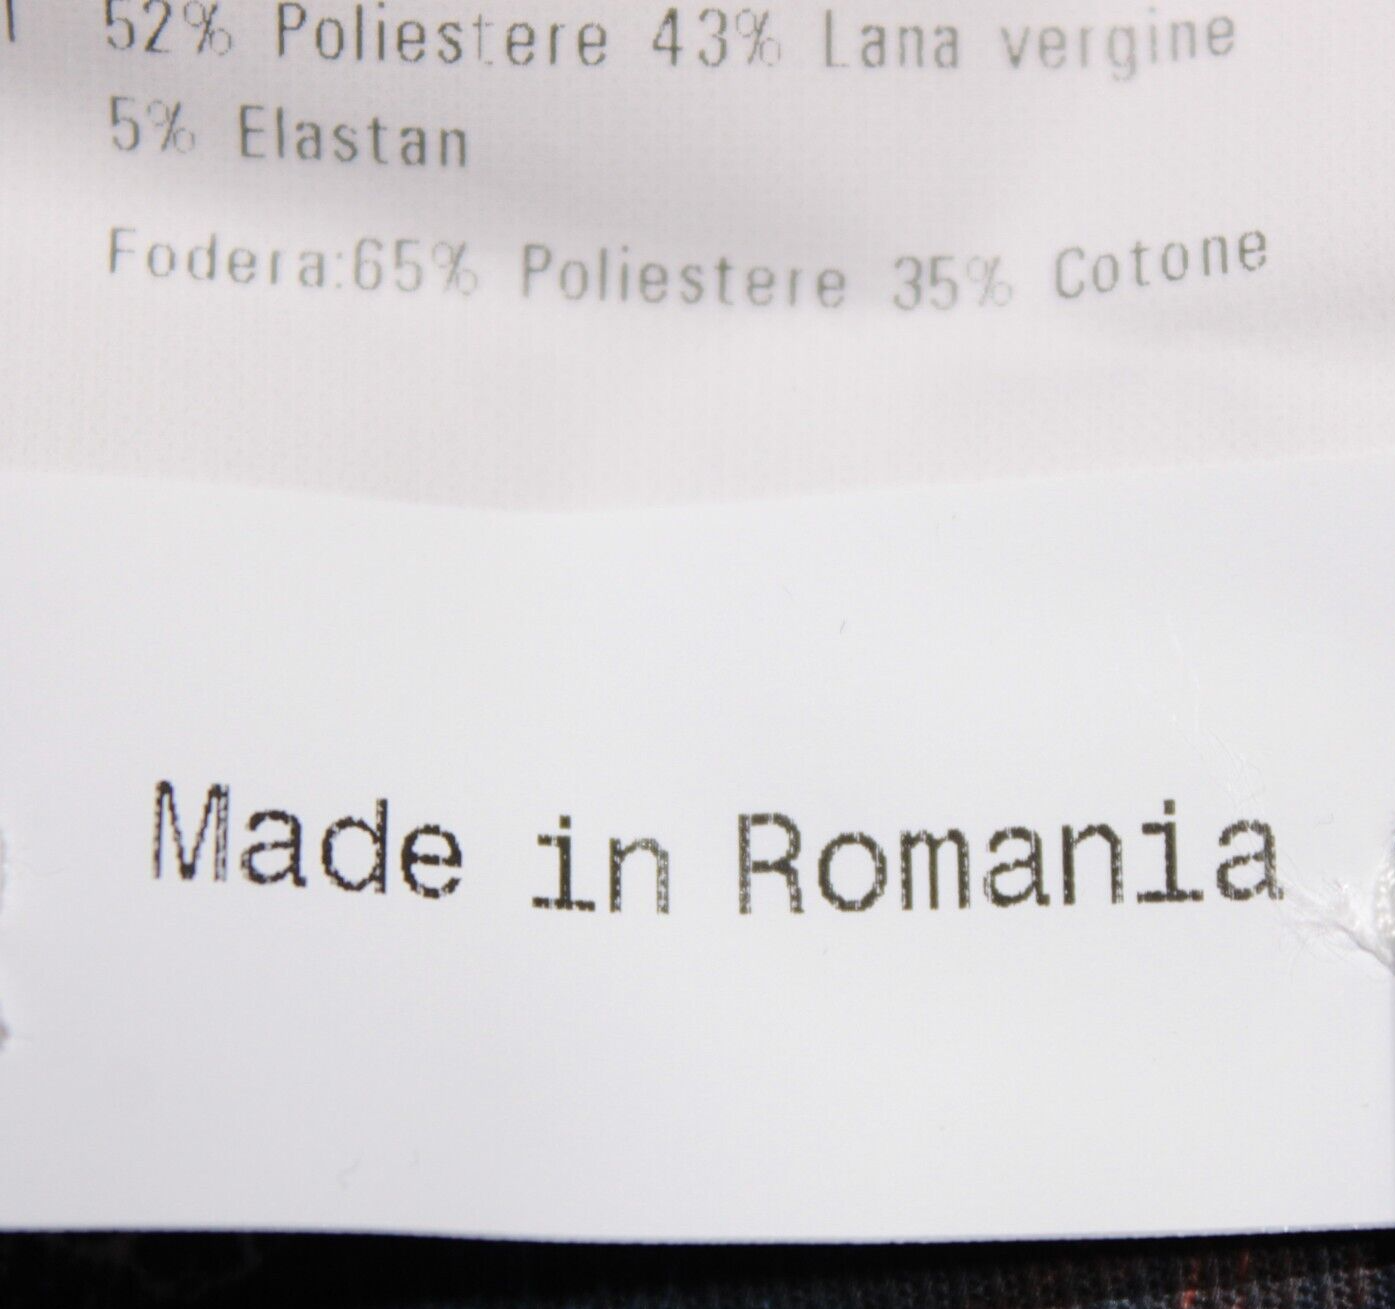 52% Poliestere 43% Lana vergine
5% Elastan
Fodera:65% Poliestere 35% Cotone
Made in Romania